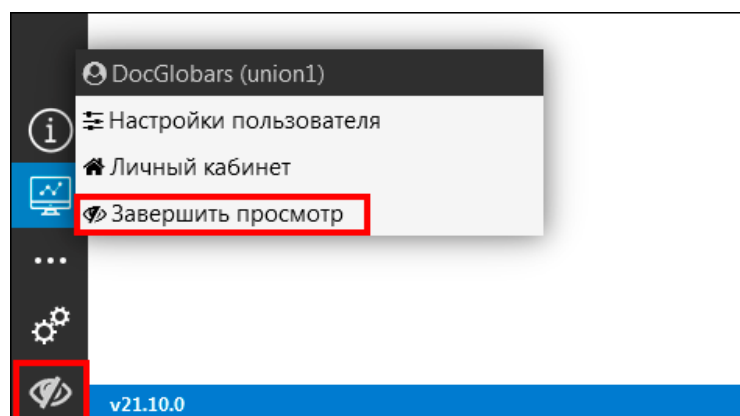 DocGlobars (union1)
Настройки пользователя
Личный кабинет
Завершить просмотр
v21.10.0